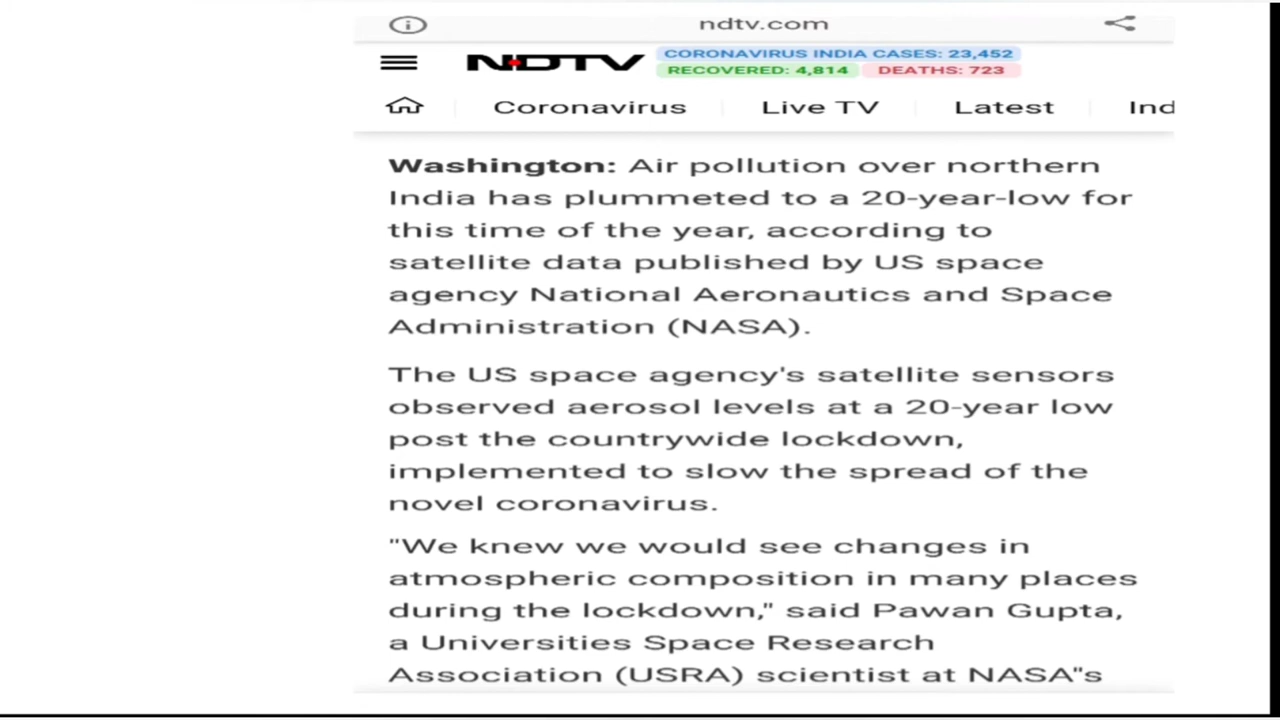 ndtv.com
NDTV
CORONAVIRUS INDIA CASES: 23,452
RECOVERED: 4,814 DEATHS: 723
Coronavirus Live TV Latest Ind
Washington: Air pollution over northern
India has plummeted to a 20-year-low for
this time of the year, according to
satellite data published by US space
agency National Aeronautics and Space
Administration (NASA).
The US space agency's satellite sensors
observed aerosol levels at a 20-year low
post the countrywide lockdown,
implemented to slow the spread of the
novel coronavirus.
"We knew we would see changes in
atmospheric composition in many places
during the lockdown," said Pawan Gupta,
a Universities Space Research
Association (USRA) scientist at NASA"s